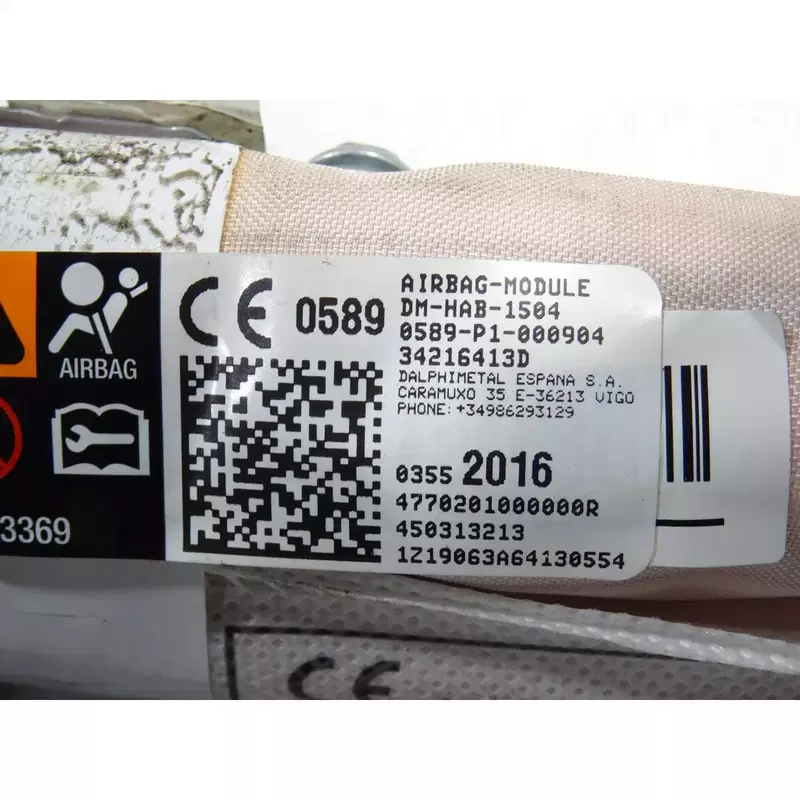 AIRBAG
3369
CE 0589
AIRBAG-MODULE
DM-HAB-1504
0589-P1-000904
34216413D
DALPHIMETAL ESPANA S.A.
CARAMUXO 35 E-36213 VIGO
PHONE: +34986293129
0355 2016
4770201000000R
450313213
1Z19063A64130554
CE